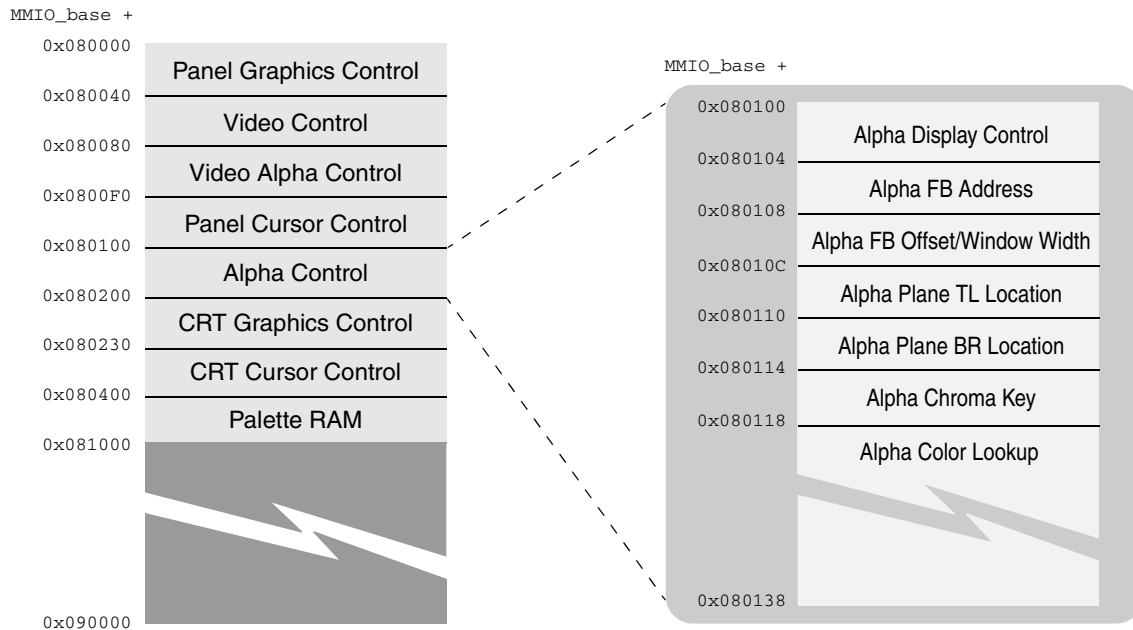 MMIO_base +
0x080000
Panel Graphics Control
0x080040
Video Control
0x080080
Video Alpha Control
0x0800F0
Panel Cursor Control
0x080100
Alpha Control
0x080200
CRT Graphics Control
0x080230
CRT Cursor Control
0x080400
Palette RAM
0x081000
0x090000
MMIO_base +
0x080100
Alpha Display Control
0x080104
Alpha FB Address
0x080108
Alpha FB Offset/Window Width
0x08010C
Alpha Plane TL Location
0x080110
Alpha Plane BR Location
0x080114
Alpha Chroma Key
0x080118
Alpha Color Lookup
0x080138